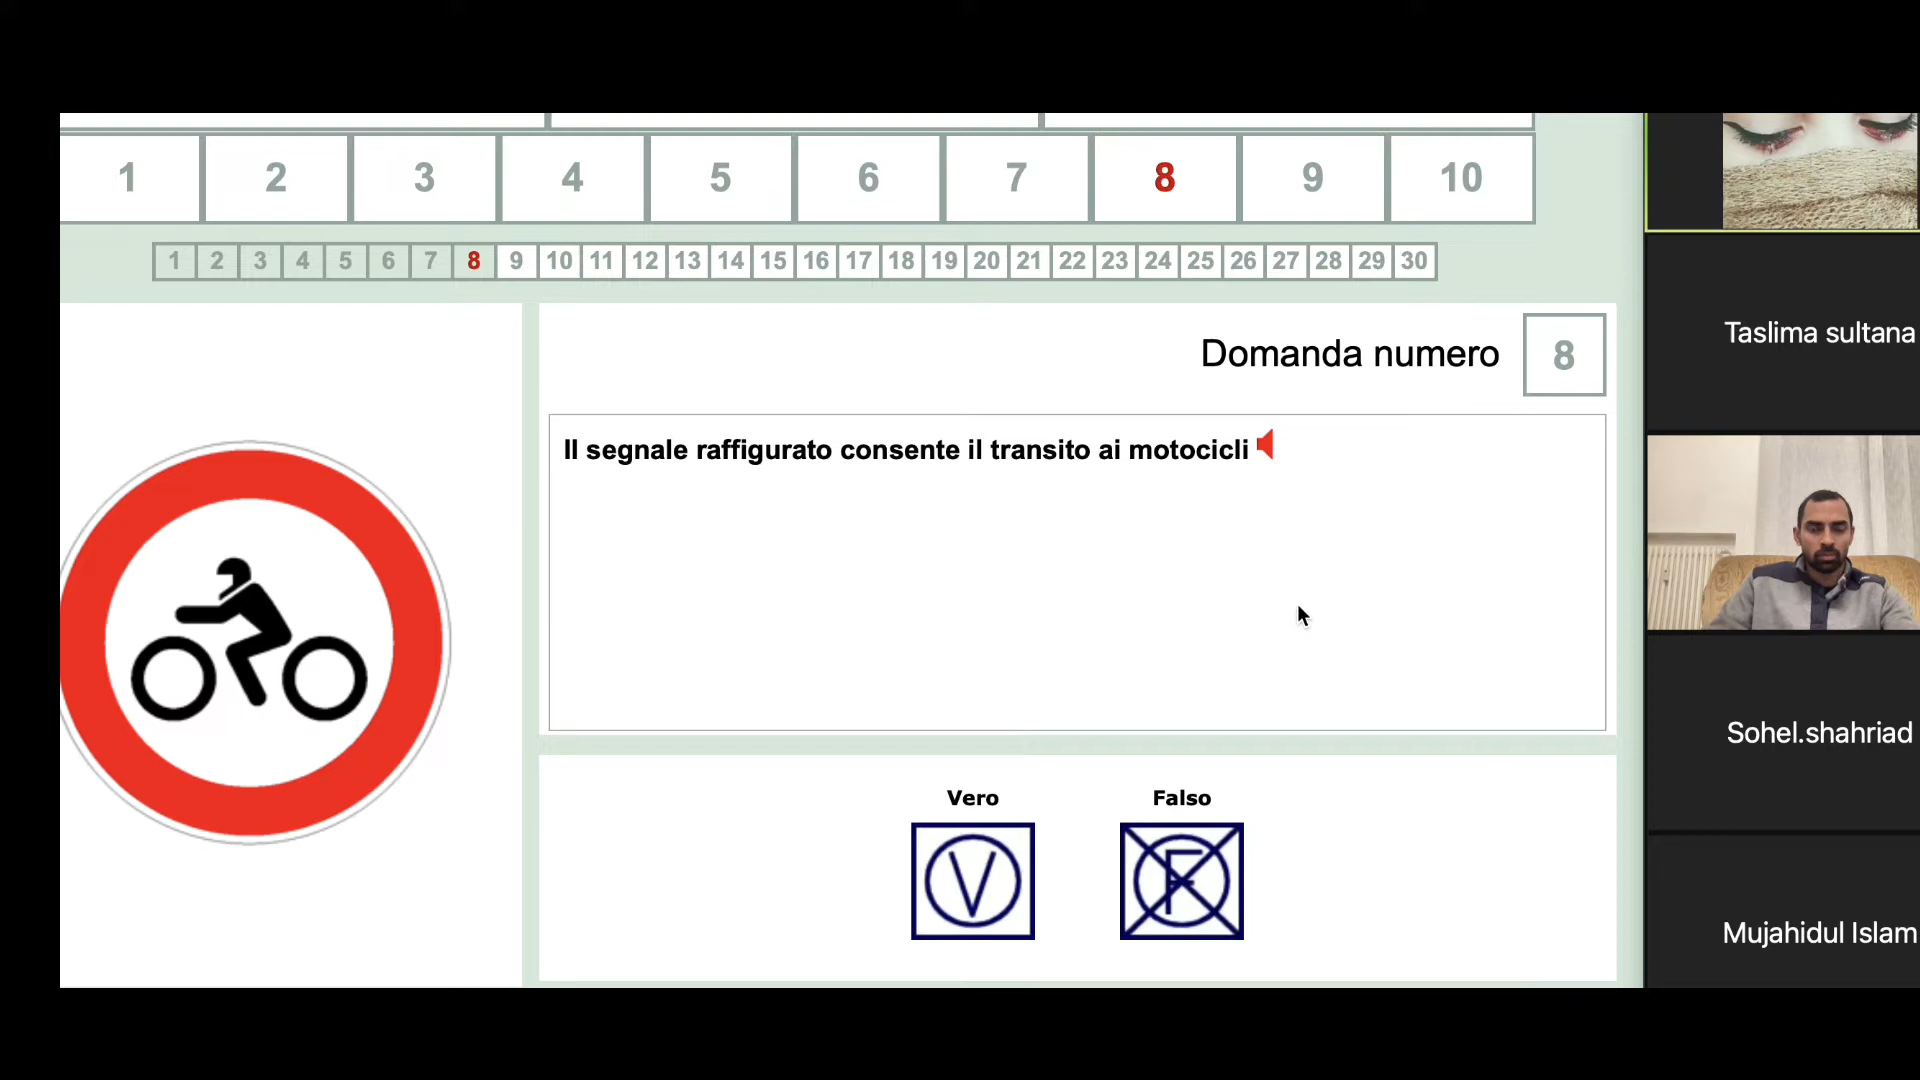 1 2 3 4 5 6 7 8 9 10
1 2 3 4 5 6 7 8 9 10 11 12 13 14 15 16 17 18 19 20 21 22 23 24 25 26 27 28 29 30
Domanda numero 8
Il segnale raffigurato consente il transito ai motocicli
Vero Falso
V F
Taslima sultana
Sohel.shahriad
Mujahidul Islam